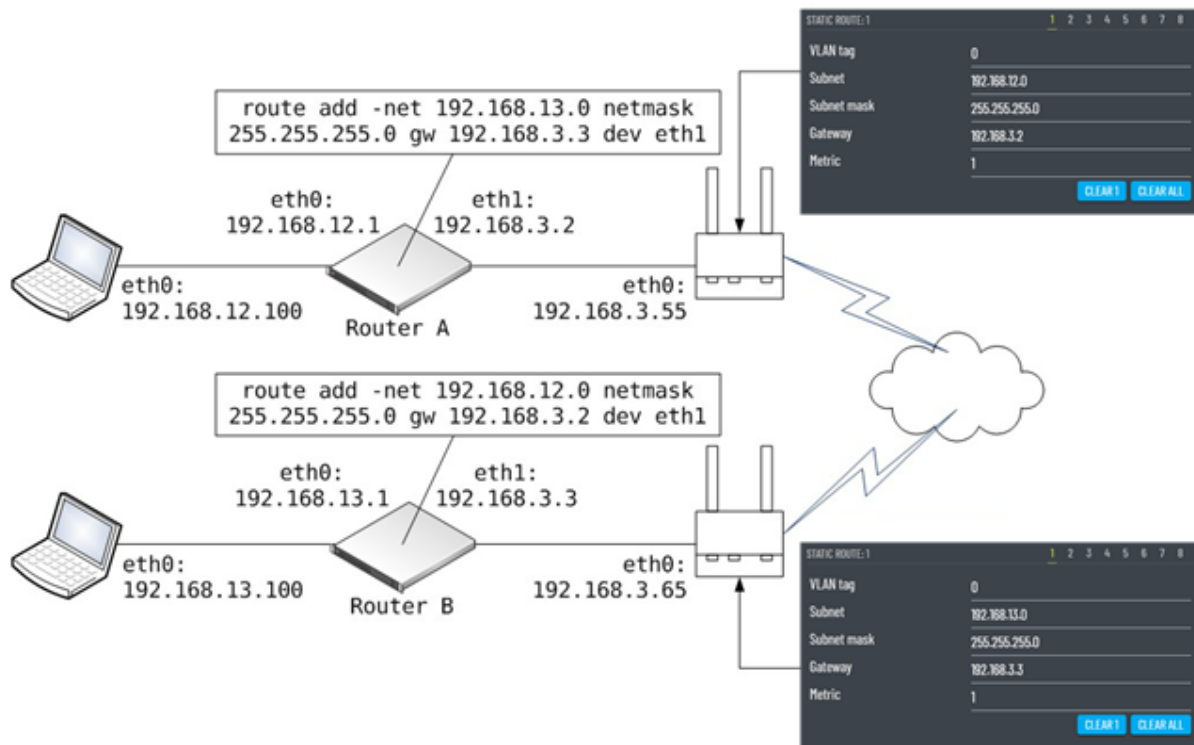 STATIC ROUTE: 1 1 2 3 4 5 6 7 8
VLAN tag 0
Subnet 192.168.12.0
Subnet mask 255.255.255.0
Gateway 192.168.3.2
Metric 1
CLEAR 1 CLEAR ALL
route add -net 192.168.13.0 netmask
255.255.255.0 gw 192.168.3.3 dev eth1
eth0:
192.168.12.1
eth1:
192.168.3.2
eth0:
192.168.12.100
Router A
eth0:
192.168.3.55
route add -net 192.168.12.0 netmask
255.255.255.0 gw 192.168.3.2 dev eth1
eth0:
192.168.13.1
eth1:
192.168.3.3
eth0:
192.168.13.100
Router B
eth0:
192.168.3.65
STATIC ROUTE: 1 1 2 3 4 5 6 7 8
VLAN tag 0
Subnet 192.168.13.0
Subnet mask 255.255.255.0
Gateway 192.168.3.3
Metric 1
CLEAR 1 CLEAR ALL